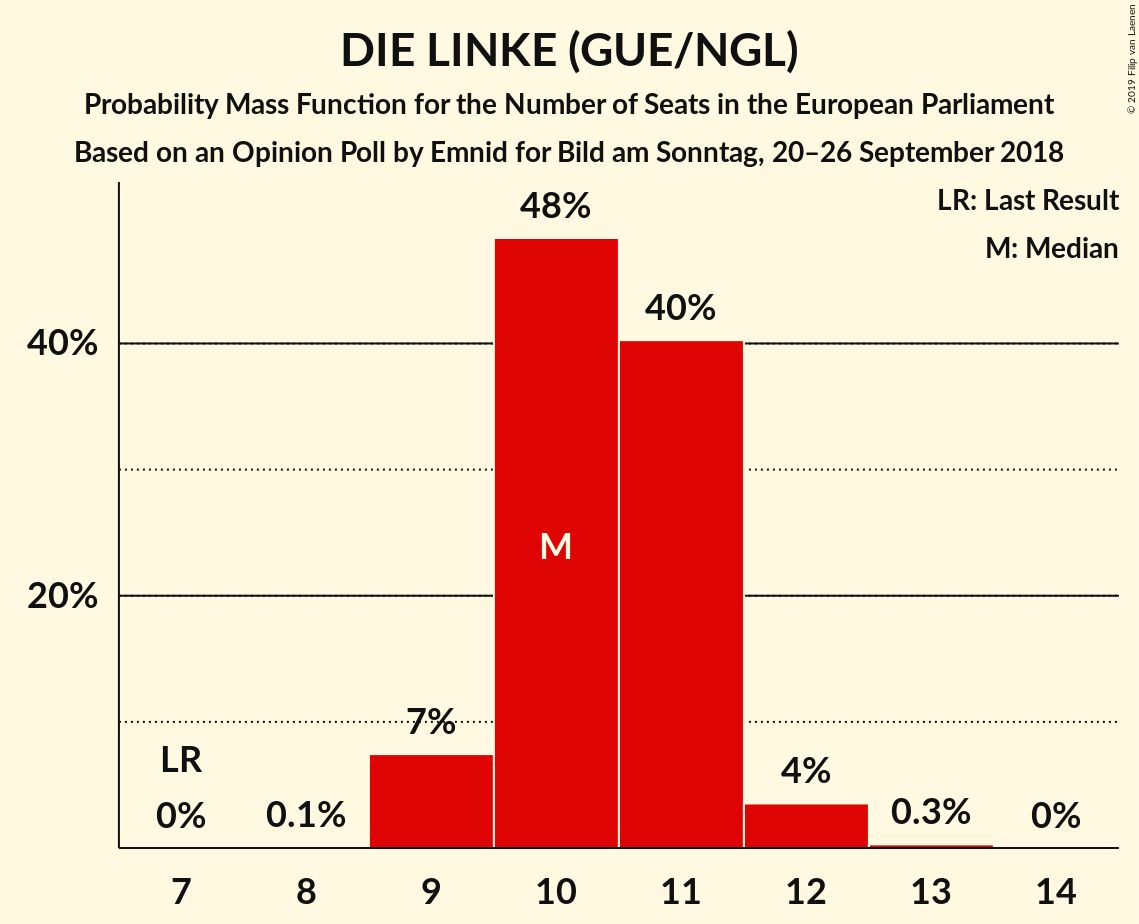 DIE LINKE (GUE/NGL)
Probability Mass Function for the Number of Seats in the European Parliament
Based on an Opinion Poll by Emnid for Bild am Sonntag, 20–26 September 2018
© 2019 Filip van Laenen
LR: Last Result
M: Median
48%
40%
40%
M
20%
7%
LR
4%
0%
0.1%
0.3%
0%
7 8 9 10 11 12 13 14